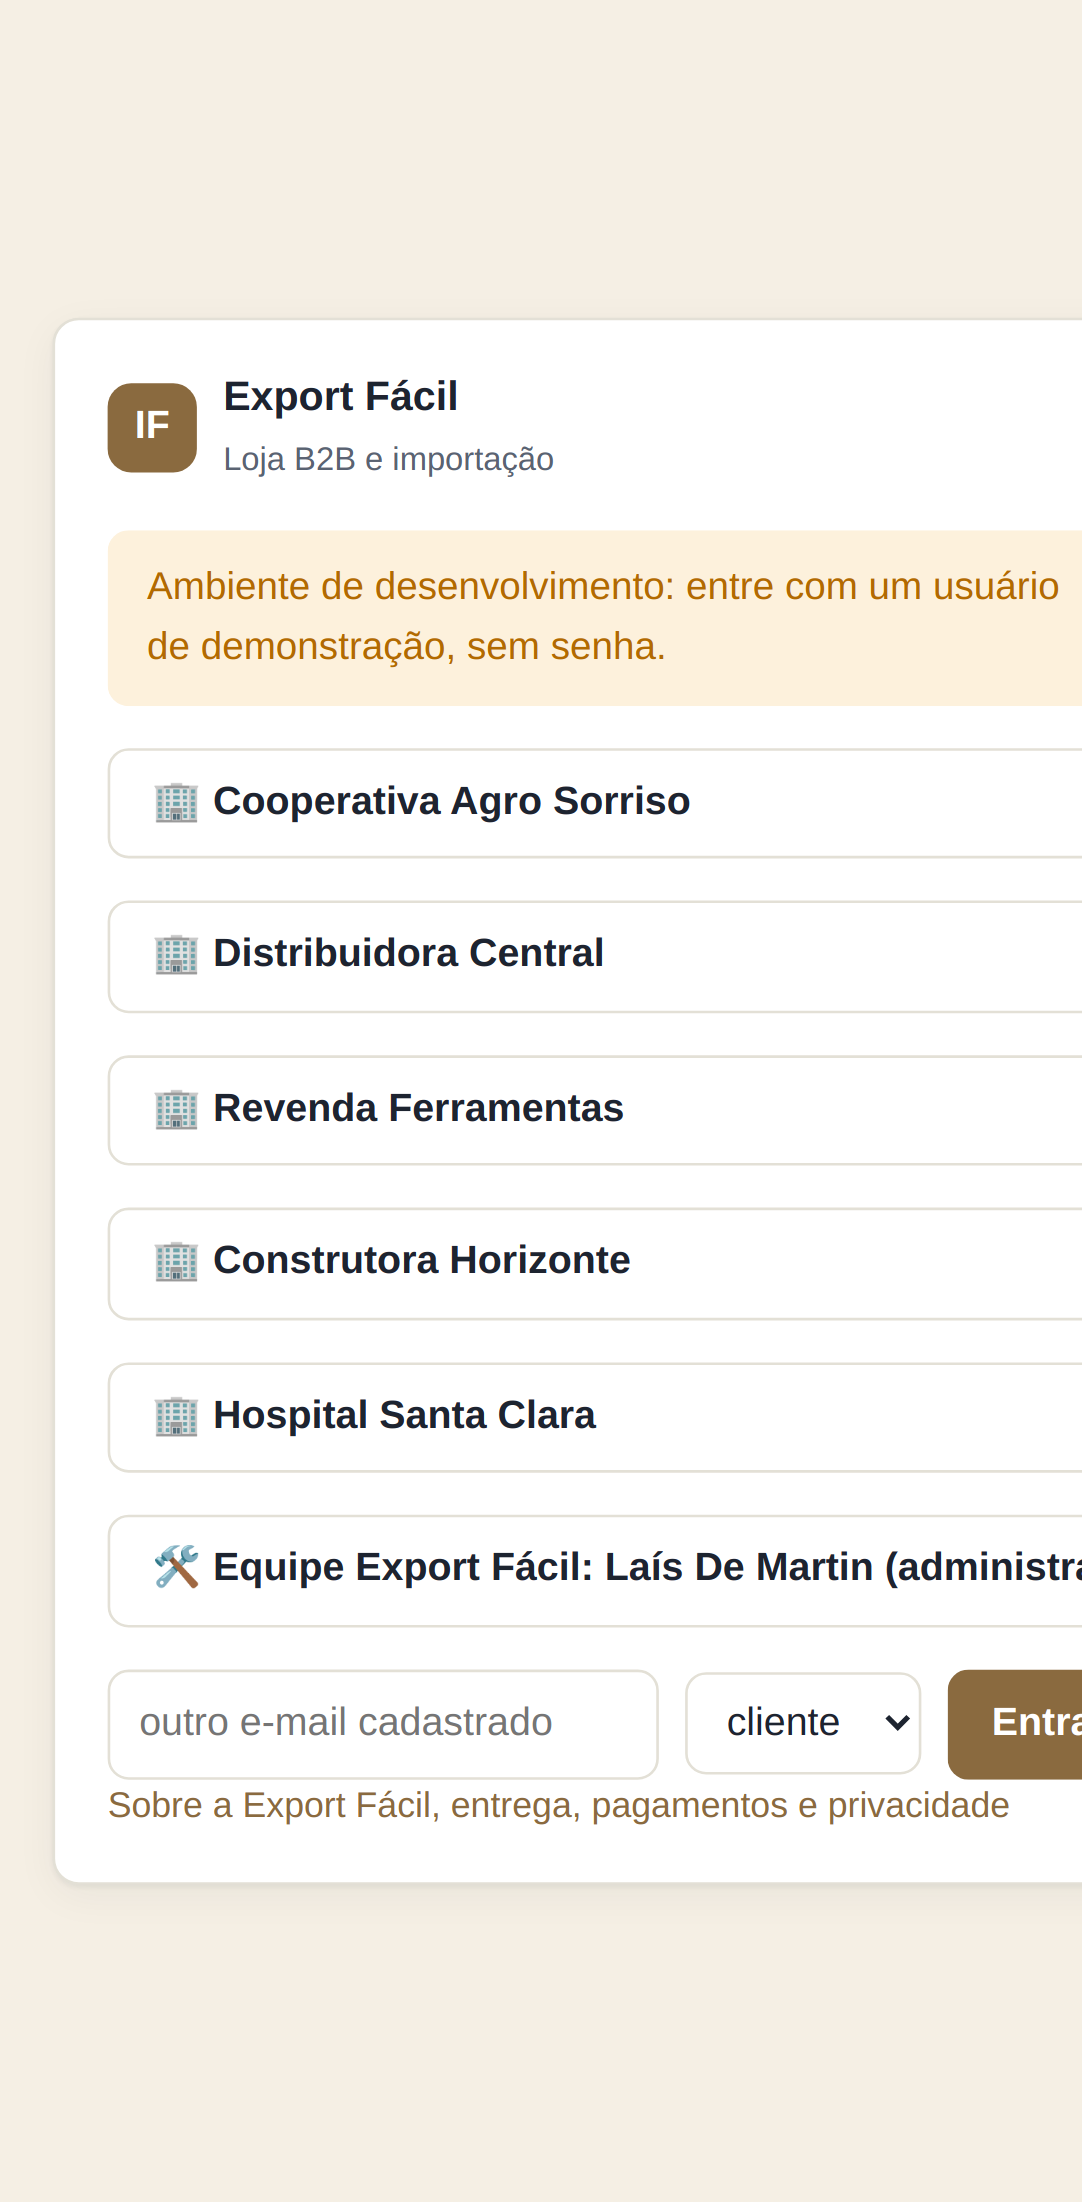 IF
Export Fácil
Loja B2B e importação
Ambiente de desenvolvimento: entre com um usuário
de demonstração, sem senha.
Cooperativa Agro Sorriso
Distribuidora Central
Revenda Ferramentas
Construtora Horizonte
Hospital Santa Clara
Equipe Export Fácil: Laís De Martin (administra
outro e-mail cadastrado
cliente
Entra
Sobre a Export Fácil, entrega, pagamentos e privacidade